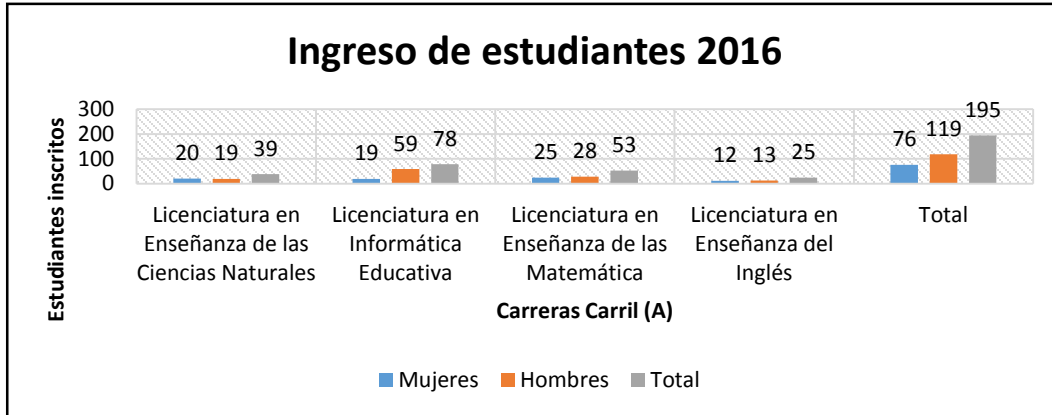 Ingreso de estudiantes 2016
Estudiantes inscritos
300
200
100
0
20 19 39 19 59 78 25 28 53 12 13 25 76 119 195
Licenciatura en Enseñanza de las Ciencias Naturales
Licenciatura en Informática Educativa
Licenciatura en Enseñanza de las Matemática
Licenciatura en Enseñanza del Inglés
Total
Carreras Carril (A)
Mujeres Hombres Total